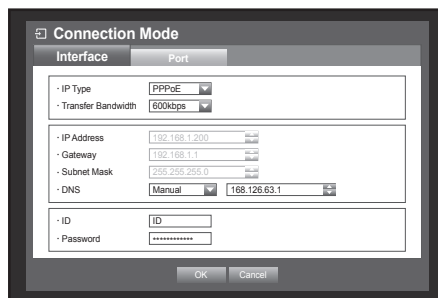 Connection Mode
Interface Port
· IP Type PPPoE
· Transfer Bandwidth 600kbps
· IP Address 192.168.1.200
· Gateway 192.168.1.1
· Subnet Mask 255.255.255.0
· DNS Manual 168.126.63.1
· ID ID
· Password ************
OK Cancel